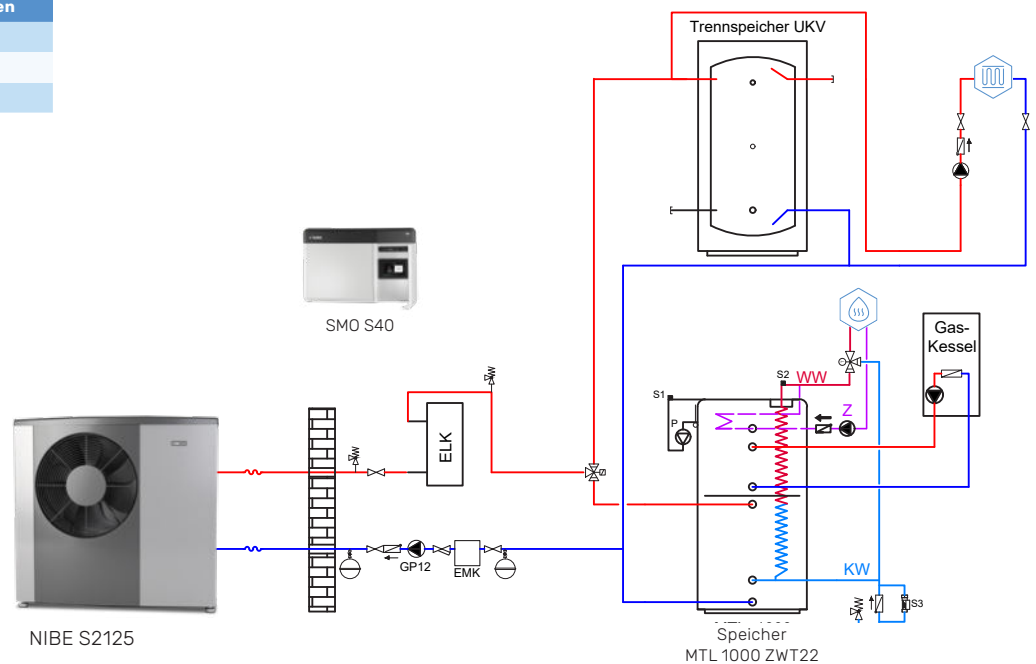 en
Trennspeicher UKV
SMO S40
Gas-
Kessel
S2
WW
S1
P
Z
ELK
GP12
EMK
KW
S3
NIBE S2125
Speicher
MTL 1000 ZWT22